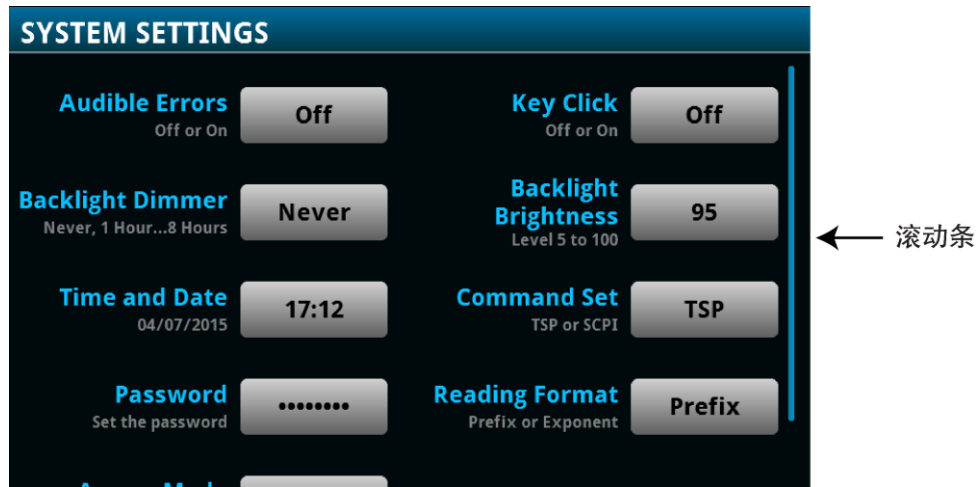 SYSTEM SETTINGS
Audible Errors
Off or On
Off
Key Click
Off or On
Off
Backlight Dimmer
Never, 1 Hour...8 Hours
Never
Backlight
Brightness
Level 5 to 100
95
滚动条
Time and Date
04/07/2015
17:12
Command Set
TSP or SCPI
TSP
Password
Set the password
••••••••
Reading Format
Prefix or Exponent
Prefix